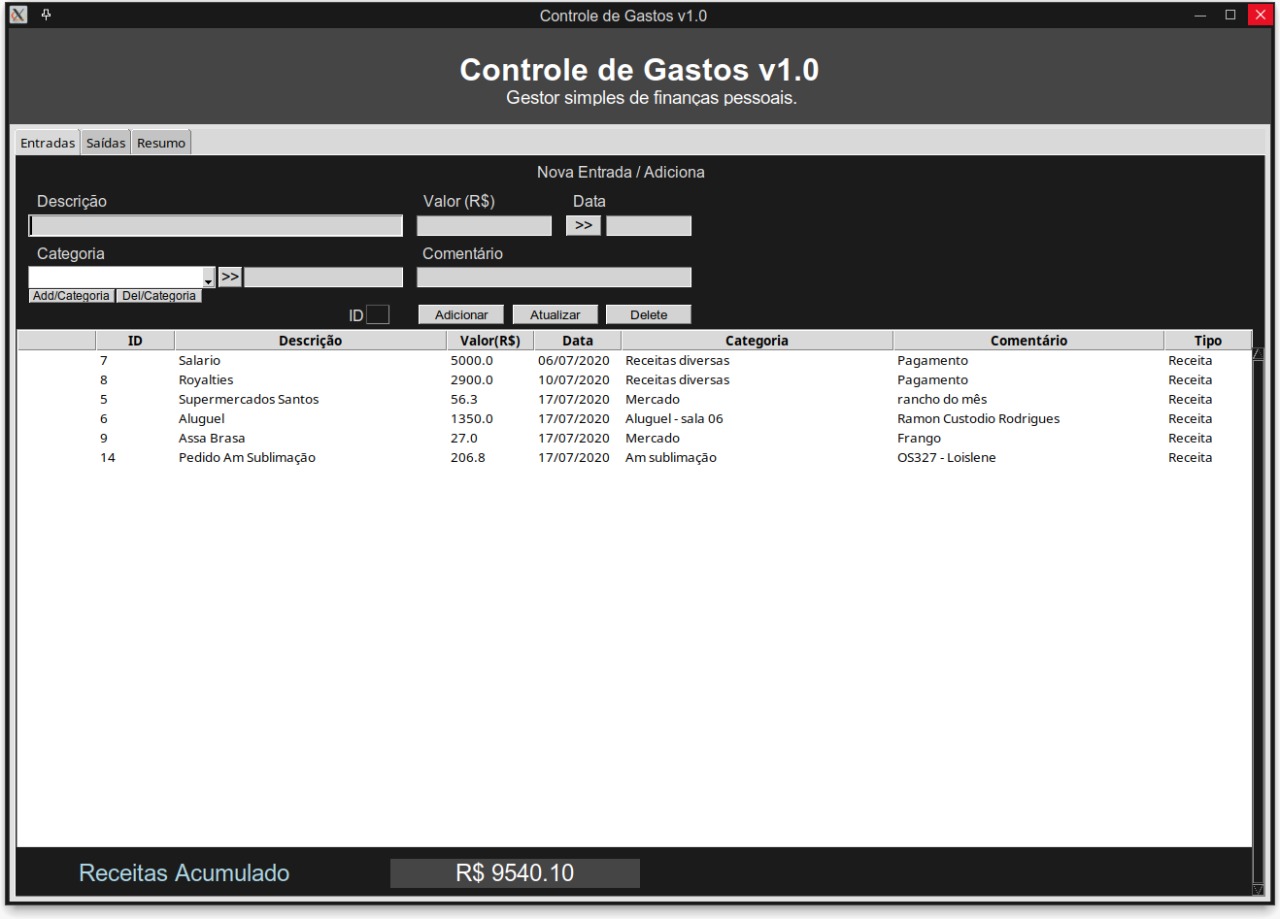 Controle de Gastos v1.0
Controle de Gastos v1.0
Gestor simples de finanças pessoais.
Entradas Saídas Resumo
Nova Entrada / Adiciona
Descrição Valor (R$) Data
>>
Categoria Comentário
>>
Add/Categoria Del/Categoria
ID Adicionar Atualizar Delete
ID Descrição Valor(R$) Data Categoria Comentário Tipo
7 Salario 5000.0 06/07/2020 Receitas diversas Pagamento Receita
8 Royalties 2900.0 10/07/2020 Receitas diversas Pagamento Receita
5 Supermercados Santos 56.3 17/07/2020 Mercado rancho do mês Receita
6 Aluguel 1350.0 17/07/2020 Aluguel - sala 06 Ramon Custodio Rodrigues Receita
9 Assa Brasa 27.0 17/07/2020 Mercado Frango Receita
14 Pedido Am Sublimação 206.8 17/07/2020 Am sublimação OS327 - Loislene Receita
Receitas Acumulado R$ 9540.10